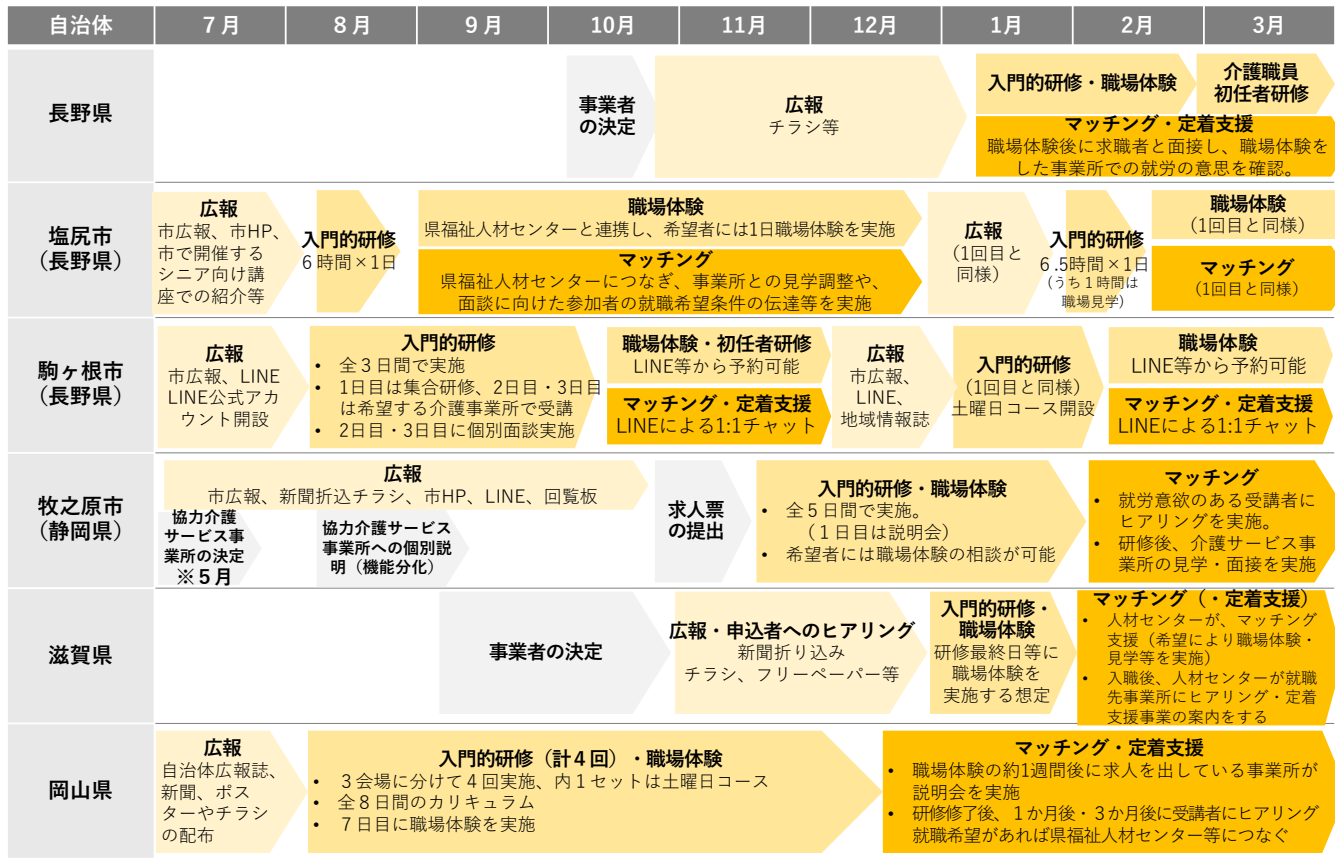 自治体 7月 8月 9月 10月 11月 12月 1月 2月 3月
長野県
事業者
の決定
広報
チラシ等
入門的研修・職場体験
介護職員
初任者研修
マッチング・定着支援
職場体験後に求職者と面接し、職場体験を
した事業所での就労の意思を確認。
塩尻市
（長野県）
広報
市広報、市HP、
市で開催する
シニア向け講
座での紹介等
入門的研修
6時間×1日
職場体験
県福祉人材センターと連携し、希望者には1日職場体験を実施
マッチング
県福祉人材センターにつなぎ、事業所との見学調整や、
面談に向けた参加者の就職希望条件の伝達等を実施
広報
(1回目と
同様)
入門的研修
6.5時間×1日
(うち1時間は
職場見学)
職場体験
(1回目と同様)
マッチング
(1回目と同様)
駒ヶ根市
（長野県）
広報
市広報、LINE
LINE公式アカ
ウント開設
入門的研修
• 全3日間で実施
• 1日目は集合研修、2日目・3日目
は希望する介護事業所で受講
• 2日目・3日目に個別面談実施
職場体験・初任者研修
LINE等から予約可能
マッチング・定着支援
LINEによる1:1チャット
広報
市広報、
LINE、
地域情報誌
入門的研修
(1回目と同様)
土曜日コース開設
職場体験
LINE等から予約可能
マッチング・定着支援
LINEによる1:1チャット
牧之原市
（静岡県）
広報
市広報、新聞折込チラシ、市HP、LINE、回覧板
協力介護
サービス事
業所の決定
※5月
協力介護サービス
事業所への個別説
明（機能分化）
求人票
の提出
入門的研修・職場体験
• 全5日間で実施。
（1日目は説明会）
• 希望者には職場体験の相談が可能
マッチング
• 就労意欲のある受講者に
ヒアリングを実施。
• 研修後、介護サービス事
業所の見学・面接を実施
滋賀県
事業者の決定
広報・申込者へのヒアリング
新聞折り込み
チラシ、フリーペーパー等
入門的研修・
職場体験
研修最終日等に
職場体験を
実施する想定
マッチング（・定着支援）
• 人材センターが、マッチング
支援（希望により職場体験・
見学等を実施）
• 入職後、人材センターが就職
先事業所にヒアリング・定着
支援事業の案内をする
岡山県
広報
自治体広報誌、
新聞、ポス
ターやチラシ
の配布
入門的研修（計4回）・職場体験
• 3会場に分けて4回実施、内1セットは土曜日コース
• 全8日間のカリキュラム
• 7日目に職場体験を実施
マッチング・定着支援
• 職場体験の約1週間後に求人を出している事業所が
説明会を実施
• 研修修了後、1か月後・3か月後に受講者にヒアリング
就職希望があれば県福祉人材センター等につなぐ